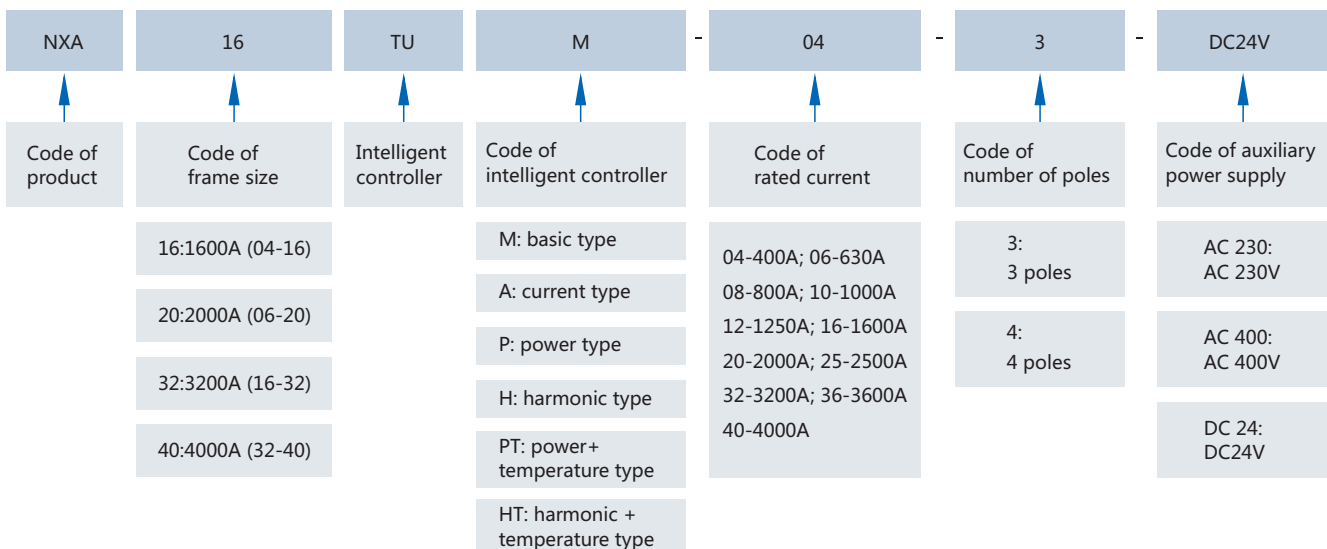 NXA 16 TU M - 04 - 3 - DC24V
Code of
product
Code of
frame size
Intelligent
controller
Code of
intelligent controller
Code of
rated current
Code of
number of poles
Code of auxiliary
power supply
16:1600A (04-16)
20:2000A (06-20)
32:3200A (16-32)
40:4000A (32-40)
M: basic type
A: current type
P: power type
H: harmonic type
PT: power+
temperature type
HT: harmonic +
temperature type
04-400A; 06-630A
08-800A; 10-1000A
12-1250A; 16-1600A
20-2000A; 25-2500A
32-3200A; 36-3600A
40-4000A
3:
3 poles
4:
4 poles
AC 230:
AC 230V
AC 400:
AC 400V
DC 24:
DC24V